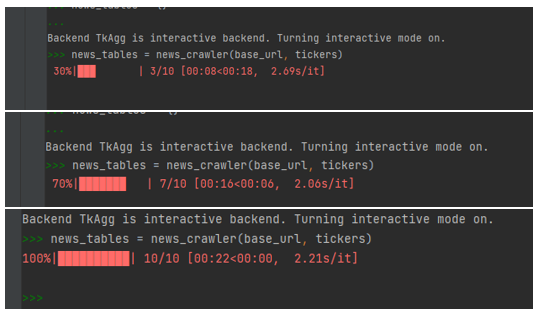 >>> news_tables = {}
...
Backend TkAgg is interactive backend. Turning interactive mode on.
>>> news_tables = news_crawler(base_url, tickers)
30%|███       | 3/10 [00:08<00:18,  2.69s/it]
...
Backend TkAgg is interactive backend. Turning interactive mode on.
>>> news_tables = news_crawler(base_url, tickers)
70%|███████   | 7/10 [00:16<00:06,  2.06s/it]
Backend TkAgg is interactive backend. Turning interactive mode on.
>>> news_tables = news_crawler(base_url, tickers)
100%|██████████| 10/10 [00:22<00:00,  2.21s/it]
>>>